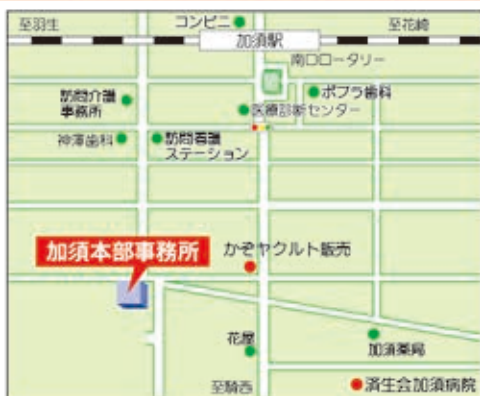 コンビニ
至羽生
至花崎
加須駅
南口ロータリー
訪問介護
事務所
ポプラ歯科
医療診断センター
神澤歯科
訪問看護
ステーション
加須本部事務所
かぞヤクルト販売
花屋
加須薬局
至騎西
済生会加須病院